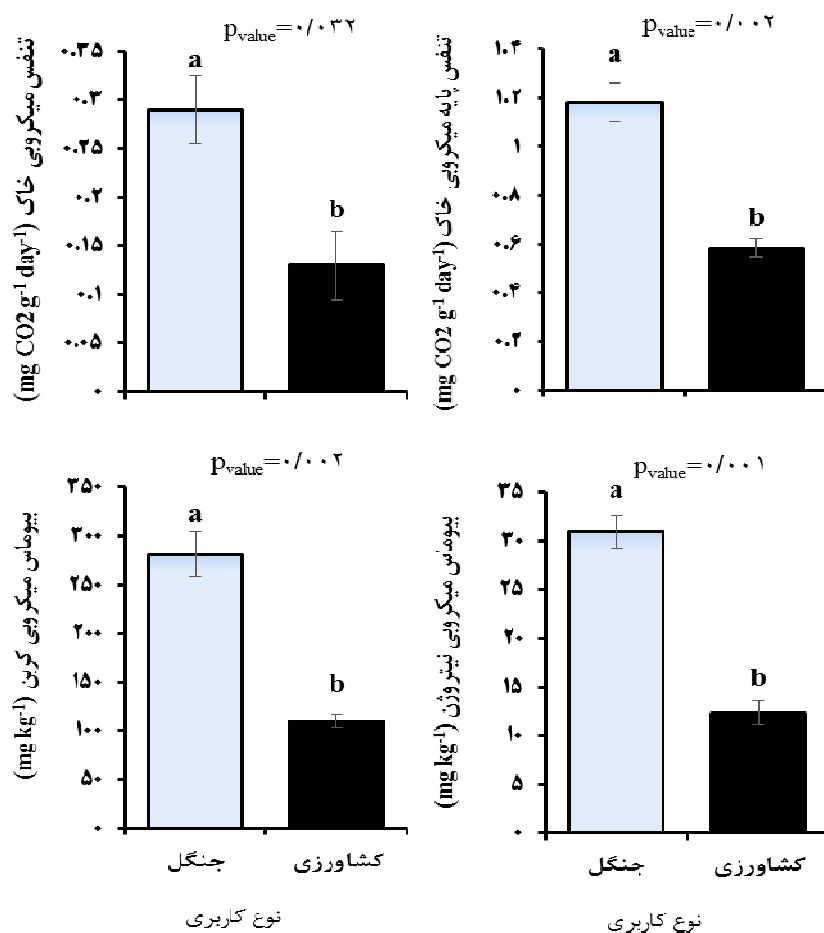 pvalue=۰/۰۳۲
تنفس میکروبی خاک
(mg CO2 g-1 day-1)
۰.۳۵
۰.۳
۰.۲۵
۰.۲
۰.۱۵
۰.۱
۰.۰۵
۰
a
b
pvalue=۰/۰۰۲
تنفس پایه میکروبی خاک
(mg CO2 g-1 day-1)
۱.۴
۱.۲
۱
۰.۸
۰.۶
۰.۴
۰.۲
۰
a
b
pvalue=۰/۰۰۲
بیوماس میکروبی کربن
(mg kg-1)
۳۵۰
۳۰۰
۲۵۰
۲۰۰
۱۵۰
۱۰۰
۵۰
۰
a
b
جنگل
کشاورزی
نوع کاربری
pvalue=۰/۰۰۱
بیوماس میکروبی نیتروژن
(mg kg-1)
۳۵
۳۰
۲۵
۲۰
۱۵
۱۰
۵
۰
a
b
جنگل
کشاورزی
نوع کاربری